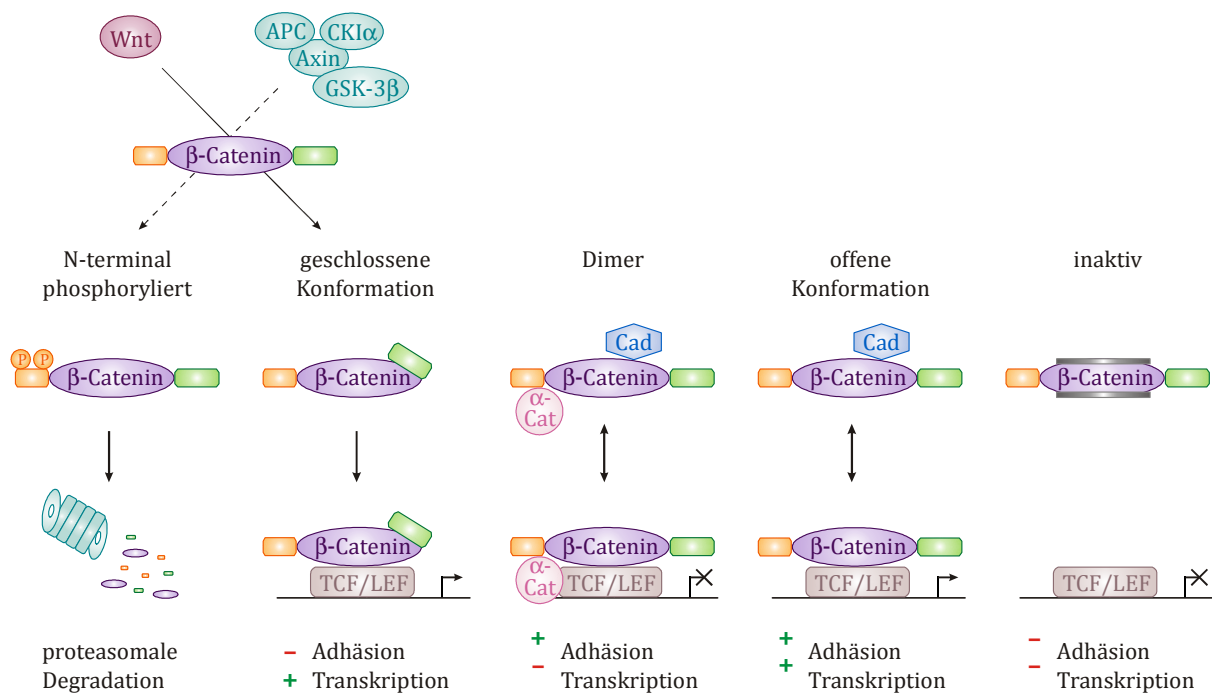 Wnt
APC
CKIα
Axin
GSK-3β
β-Catenin
N-terminal
phosphoryliert
geschlossene
Konformation
Dimer
offene
Konformation
inaktiv
P P
β-Catenin
β-Catenin
Cad
β-Catenin
α-
Cat
Cad
β-Catenin
β-Catenin
β-Catenin
TCF/LEF
β-Catenin
α-
Cat
TCF/LEF
β-Catenin
TCF/LEF
TCF/LEF
proteasomale
Degradation
– Adhäsion
+ Transkription
+ Adhäsion
– Transkription
+ Adhäsion
+ Transkription
– Adhäsion
– Transkription